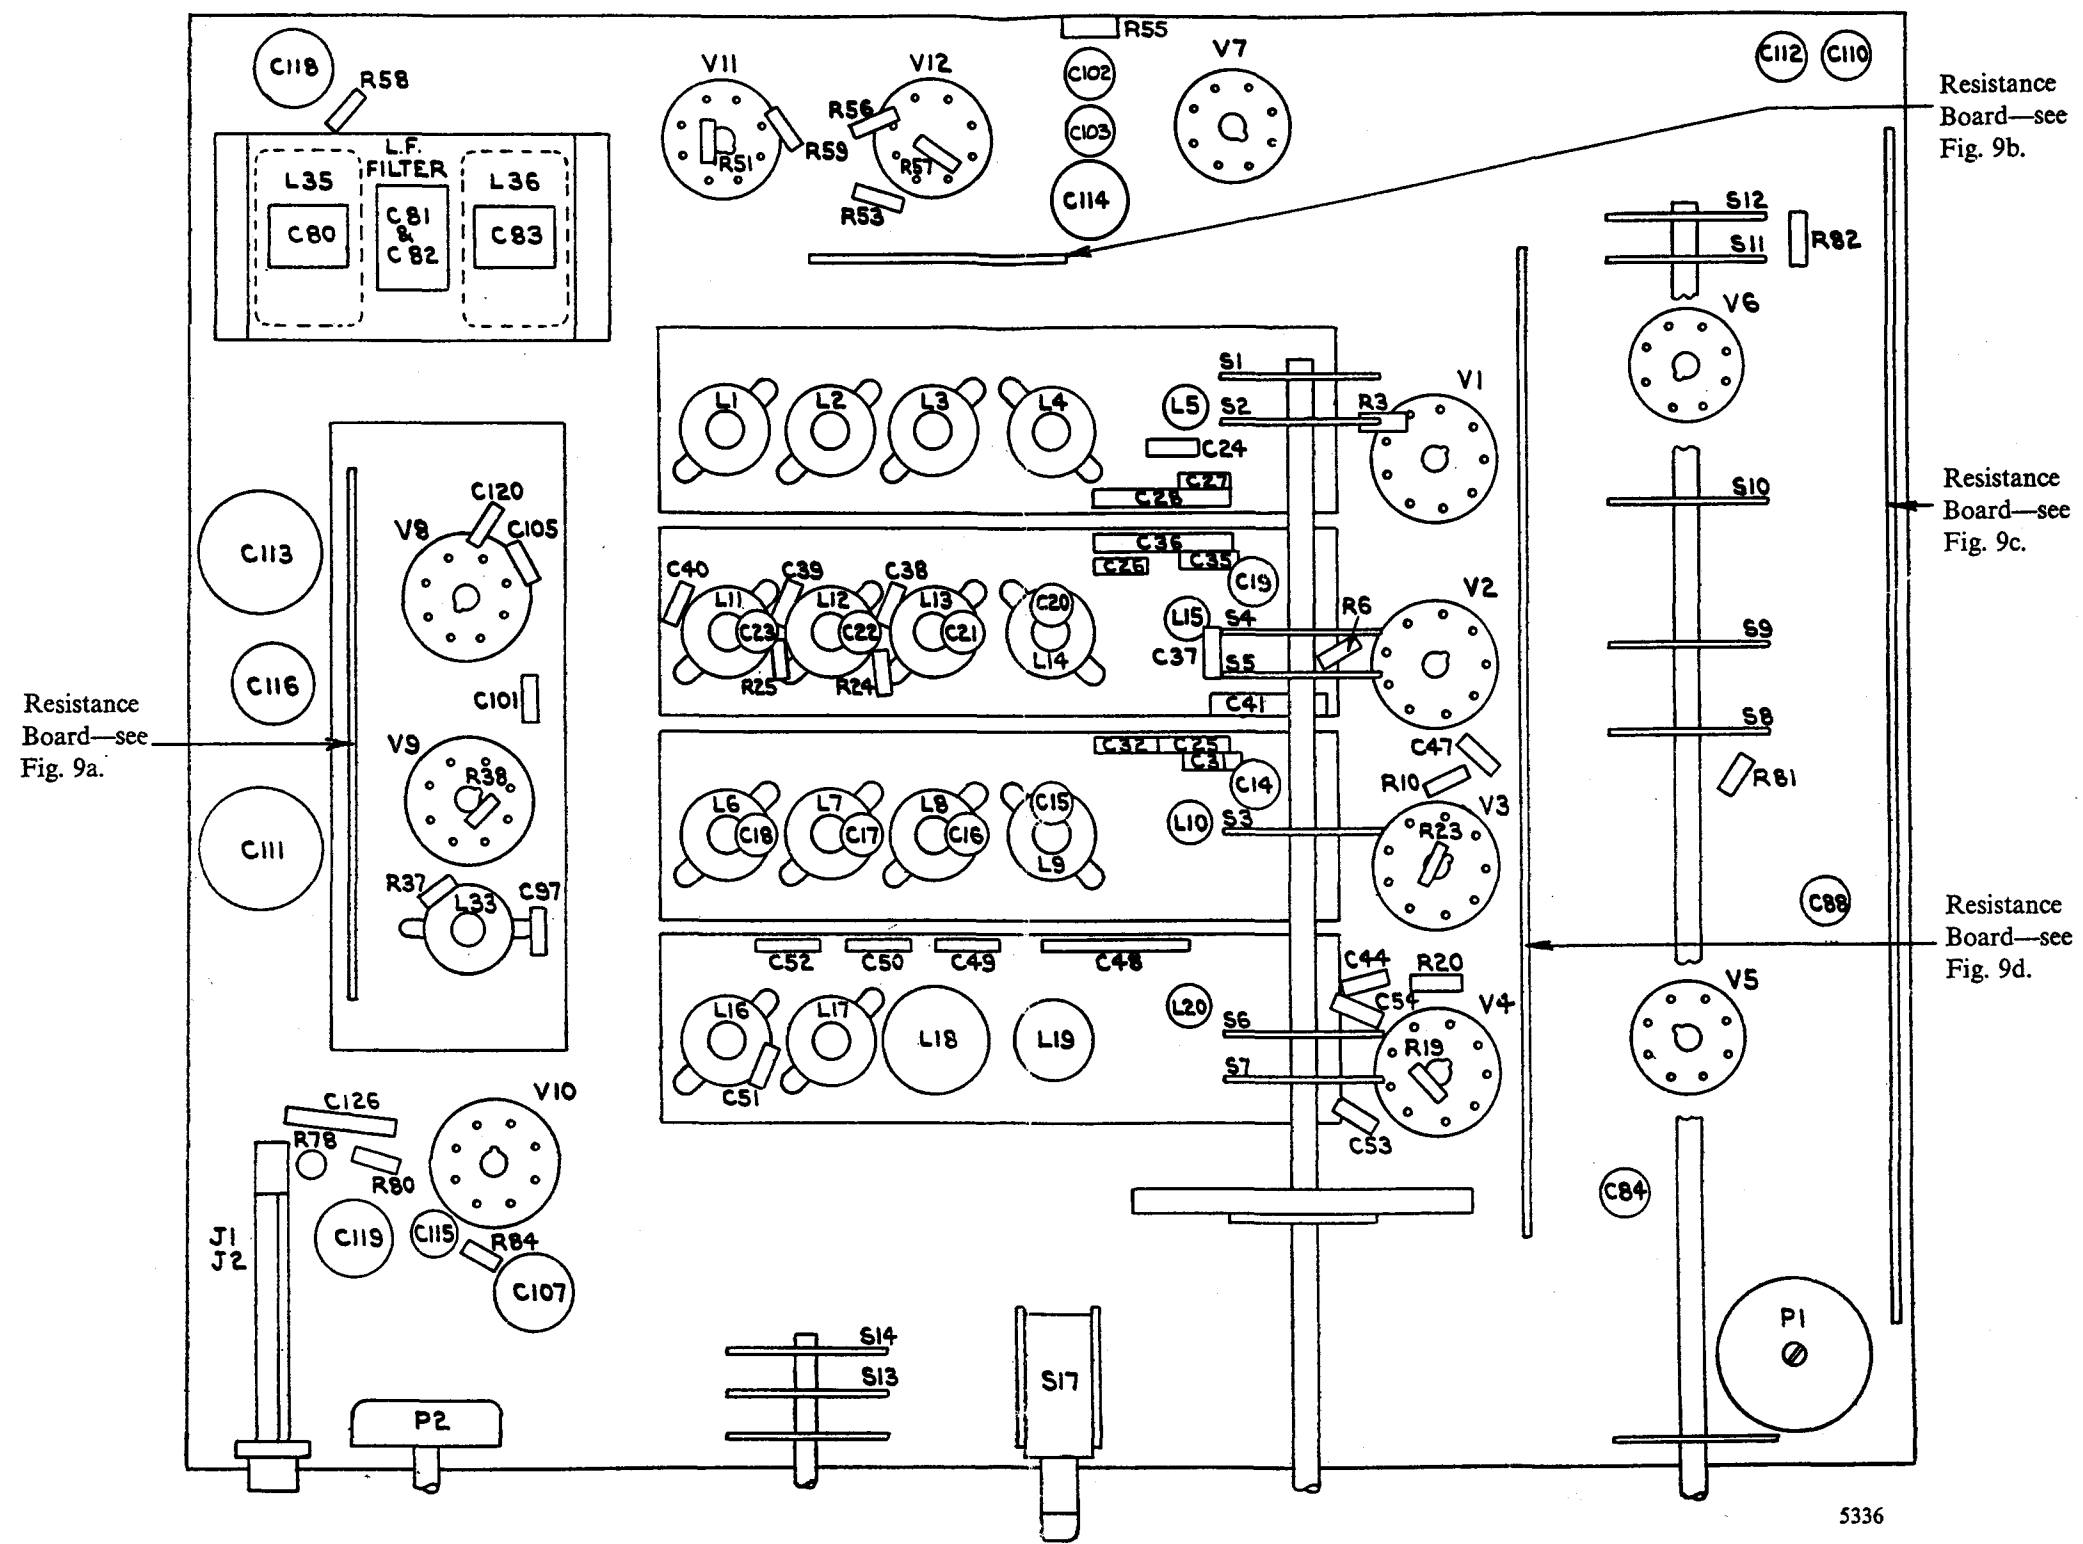 R55
C118
R58
V11
V12
C102
V7
C112
C110
Resistance
Board—see
Fig. 9b.
R56
C103
R59
R51
R57
L.F.
FILTER
L35
L36
C80
C81
&
C82
C83
R53
C114
S12
S11
R82
V6
S1
V1
L1
L2
L3
L4
L5
S2
R3
C24
C27
C28
Resistance
Board—see
Fig. 9c.
S10
C120
V8
C105
C113
C36
C35
C26
C19
C40
C39
C38
L11
L12
L13
C20
C23
C22
C21
L14
L15
S4
R6
V2
C37
S5
R25
R24
C41
S9
C116
C101
Resistance
Board—see
Fig. 9a.
V9
R38
S8
R81
C47
R10
C32
C25
C3
C14
L6
L7
L8
C15
C18
C17
C16
L9
L10
S3
V3
R23
C111
R37
L33
C97
C88
Resistance
Board—see
Fig. 9d.
C52
C50
C49
C48
C44
R20
C54
V4
V5
L16
L17
L18
L19
L20
S6
S7
R19
C51
C53
V10
C126
R78
R80
C84
J1
J2
C119
C115
R84
C107
P1
S14
S13
S17
P2
5336